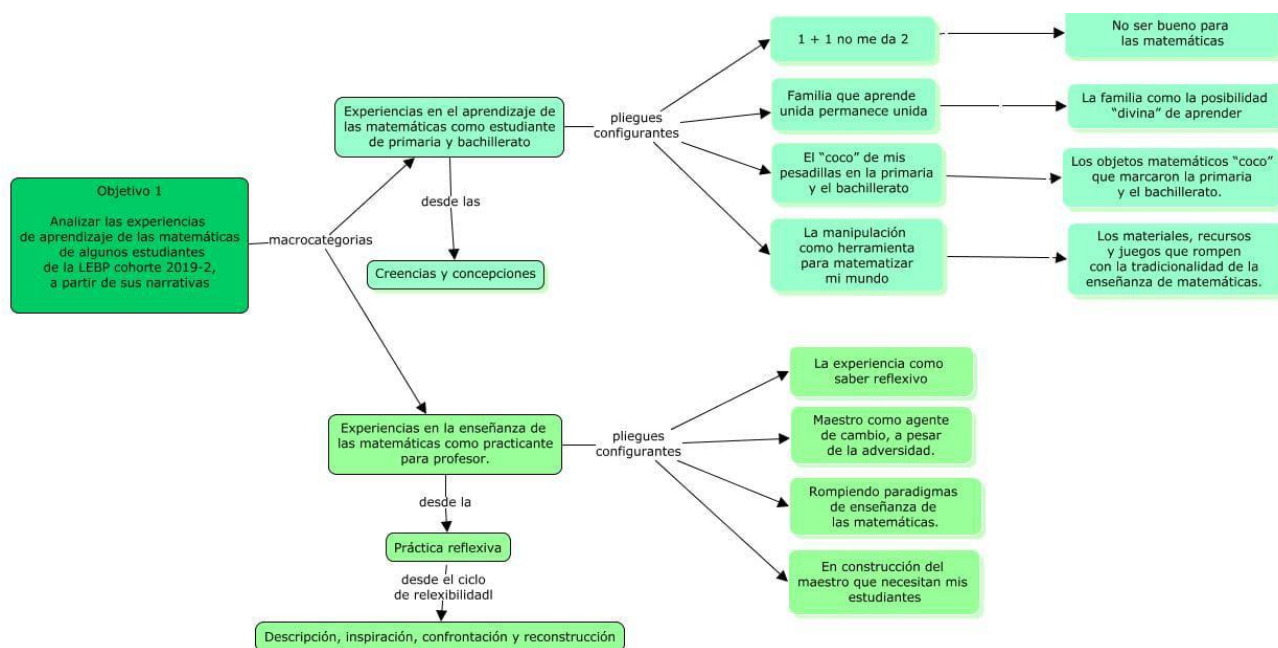 Objetivo 1
Analizar las experiencias
de aprendizaje de las matemáticas
de algunos estudiantes
de la LEBP cohorte 2019-2,
a partir de sus narrativas
macrocategorias
Experiencias en el aprendizaje de
las matemáticas como estudiante
de primaria y bachillerato
desde las
Creencias y concepciones
pliegues
configurantes
1 + 1 no me da 2
No ser bueno para
las matemáticas
Familia que aprende
unida permanece unida
La familia como la posibilidad
"divina" de aprender
El "coco" de mis
pesadillas en la primaria
y el bachillerato
Los objetos matemáticos "coco"
que marcaron la primaria
y el bachillerato.
La manipulación
como herramienta
para matematizar
mi mundo
Los materiales, recursos
y juegos que rompen
con la tradicionalidad de la
enseñanza de matemáticas.
Experiencias en la enseñanza de
las matemáticas como practicante
para profesor.
desde la
Práctica reflexiva
desde el ciclo
de relexibilidadl
Descripción, inspiración, confrontación y reconstrucción
pliegues
configurantes
La experiencia como
saber reflexivo
Maestro como agente
de cambio, a pesar
de la adversidad.
Rompiendo paradigmas
de enseñanza de
las matemáticas.
En construcción del
maestro que necesitan mis
estudiantes